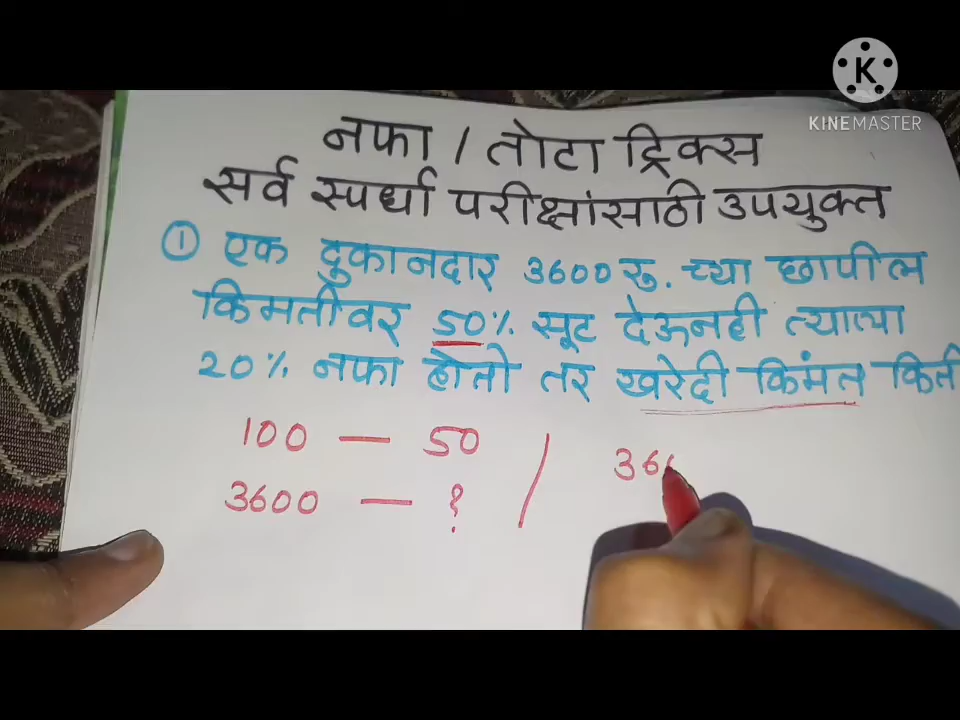 K
KINEMASTER
नफा / तोटा ट्रिक्स
सर्व स्पर्धा परीक्षांसाठी उपयुक्त
① एक दुकानदार 3600 रु. च्या छापील
किमतीवर 50% सूट देऊनही त्याला
20% नफा होतो तर खरेदी किंमत किती
100 — 50 / 36
3600 — ?